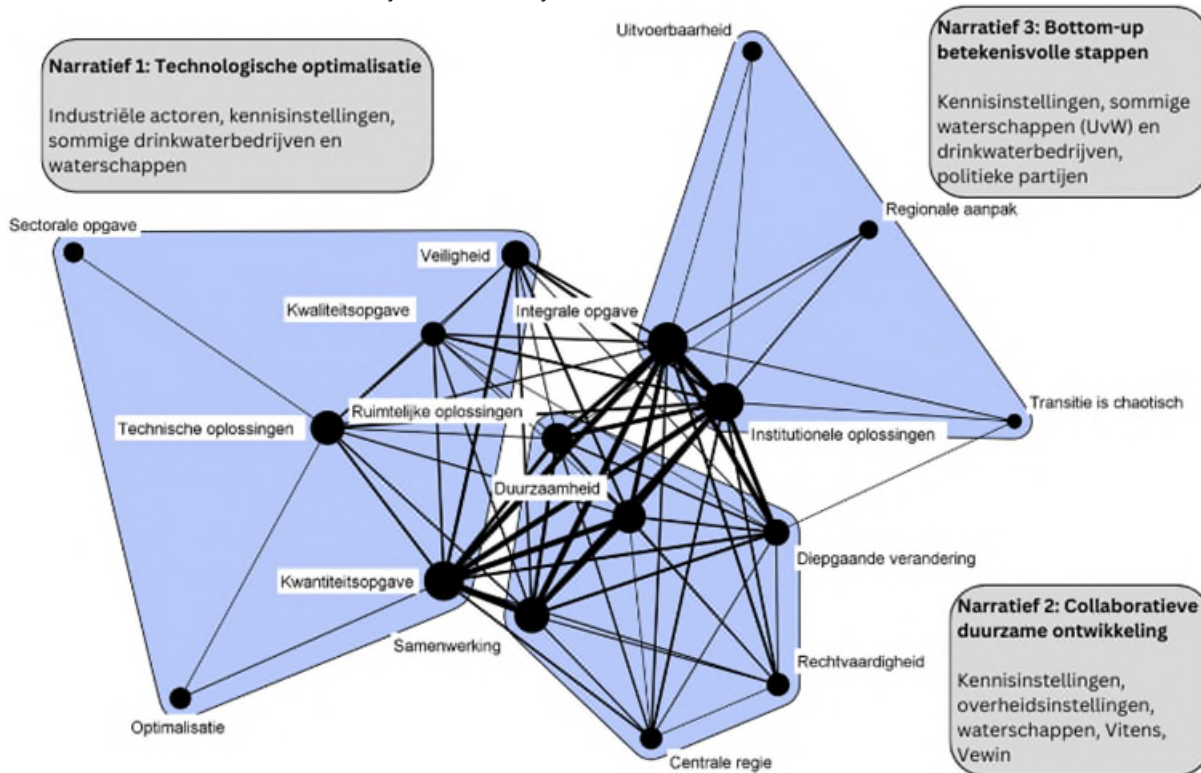 Uitvoerbaarheid
Narratief 1: Technologische optimalisatie
Industriële actoren, kennisinstellingen,
sommige drinkwaterbedrijven en
waterschappen
Narratief 3: Bottom-up
betekenisvolle stappen
Kennisinstellingen, sommige
waterschappen (UvW) en
drinkwaterbedrijven,
politieke partijen
Sectorale opgave
Regionale aanpak
Veiligheid
Kwaliteitsopgave
Integrale opgave
Technische oplossingen
Ruimtelijke oplossingen
Institutionele oplossingen
Transitie is chaotisch
Duurzaamheid
Diepgaande verandering
Kwantiteitsopgave
Samenwerking
Rechtvaardigheid
Optimalisatie
Centrale regie
Narratief 2: Collaboratieve
duurzame ontwikkeling
Kennisinstellingen,
overheidsinstellingen,
waterschappen, Vitens,
Vewin